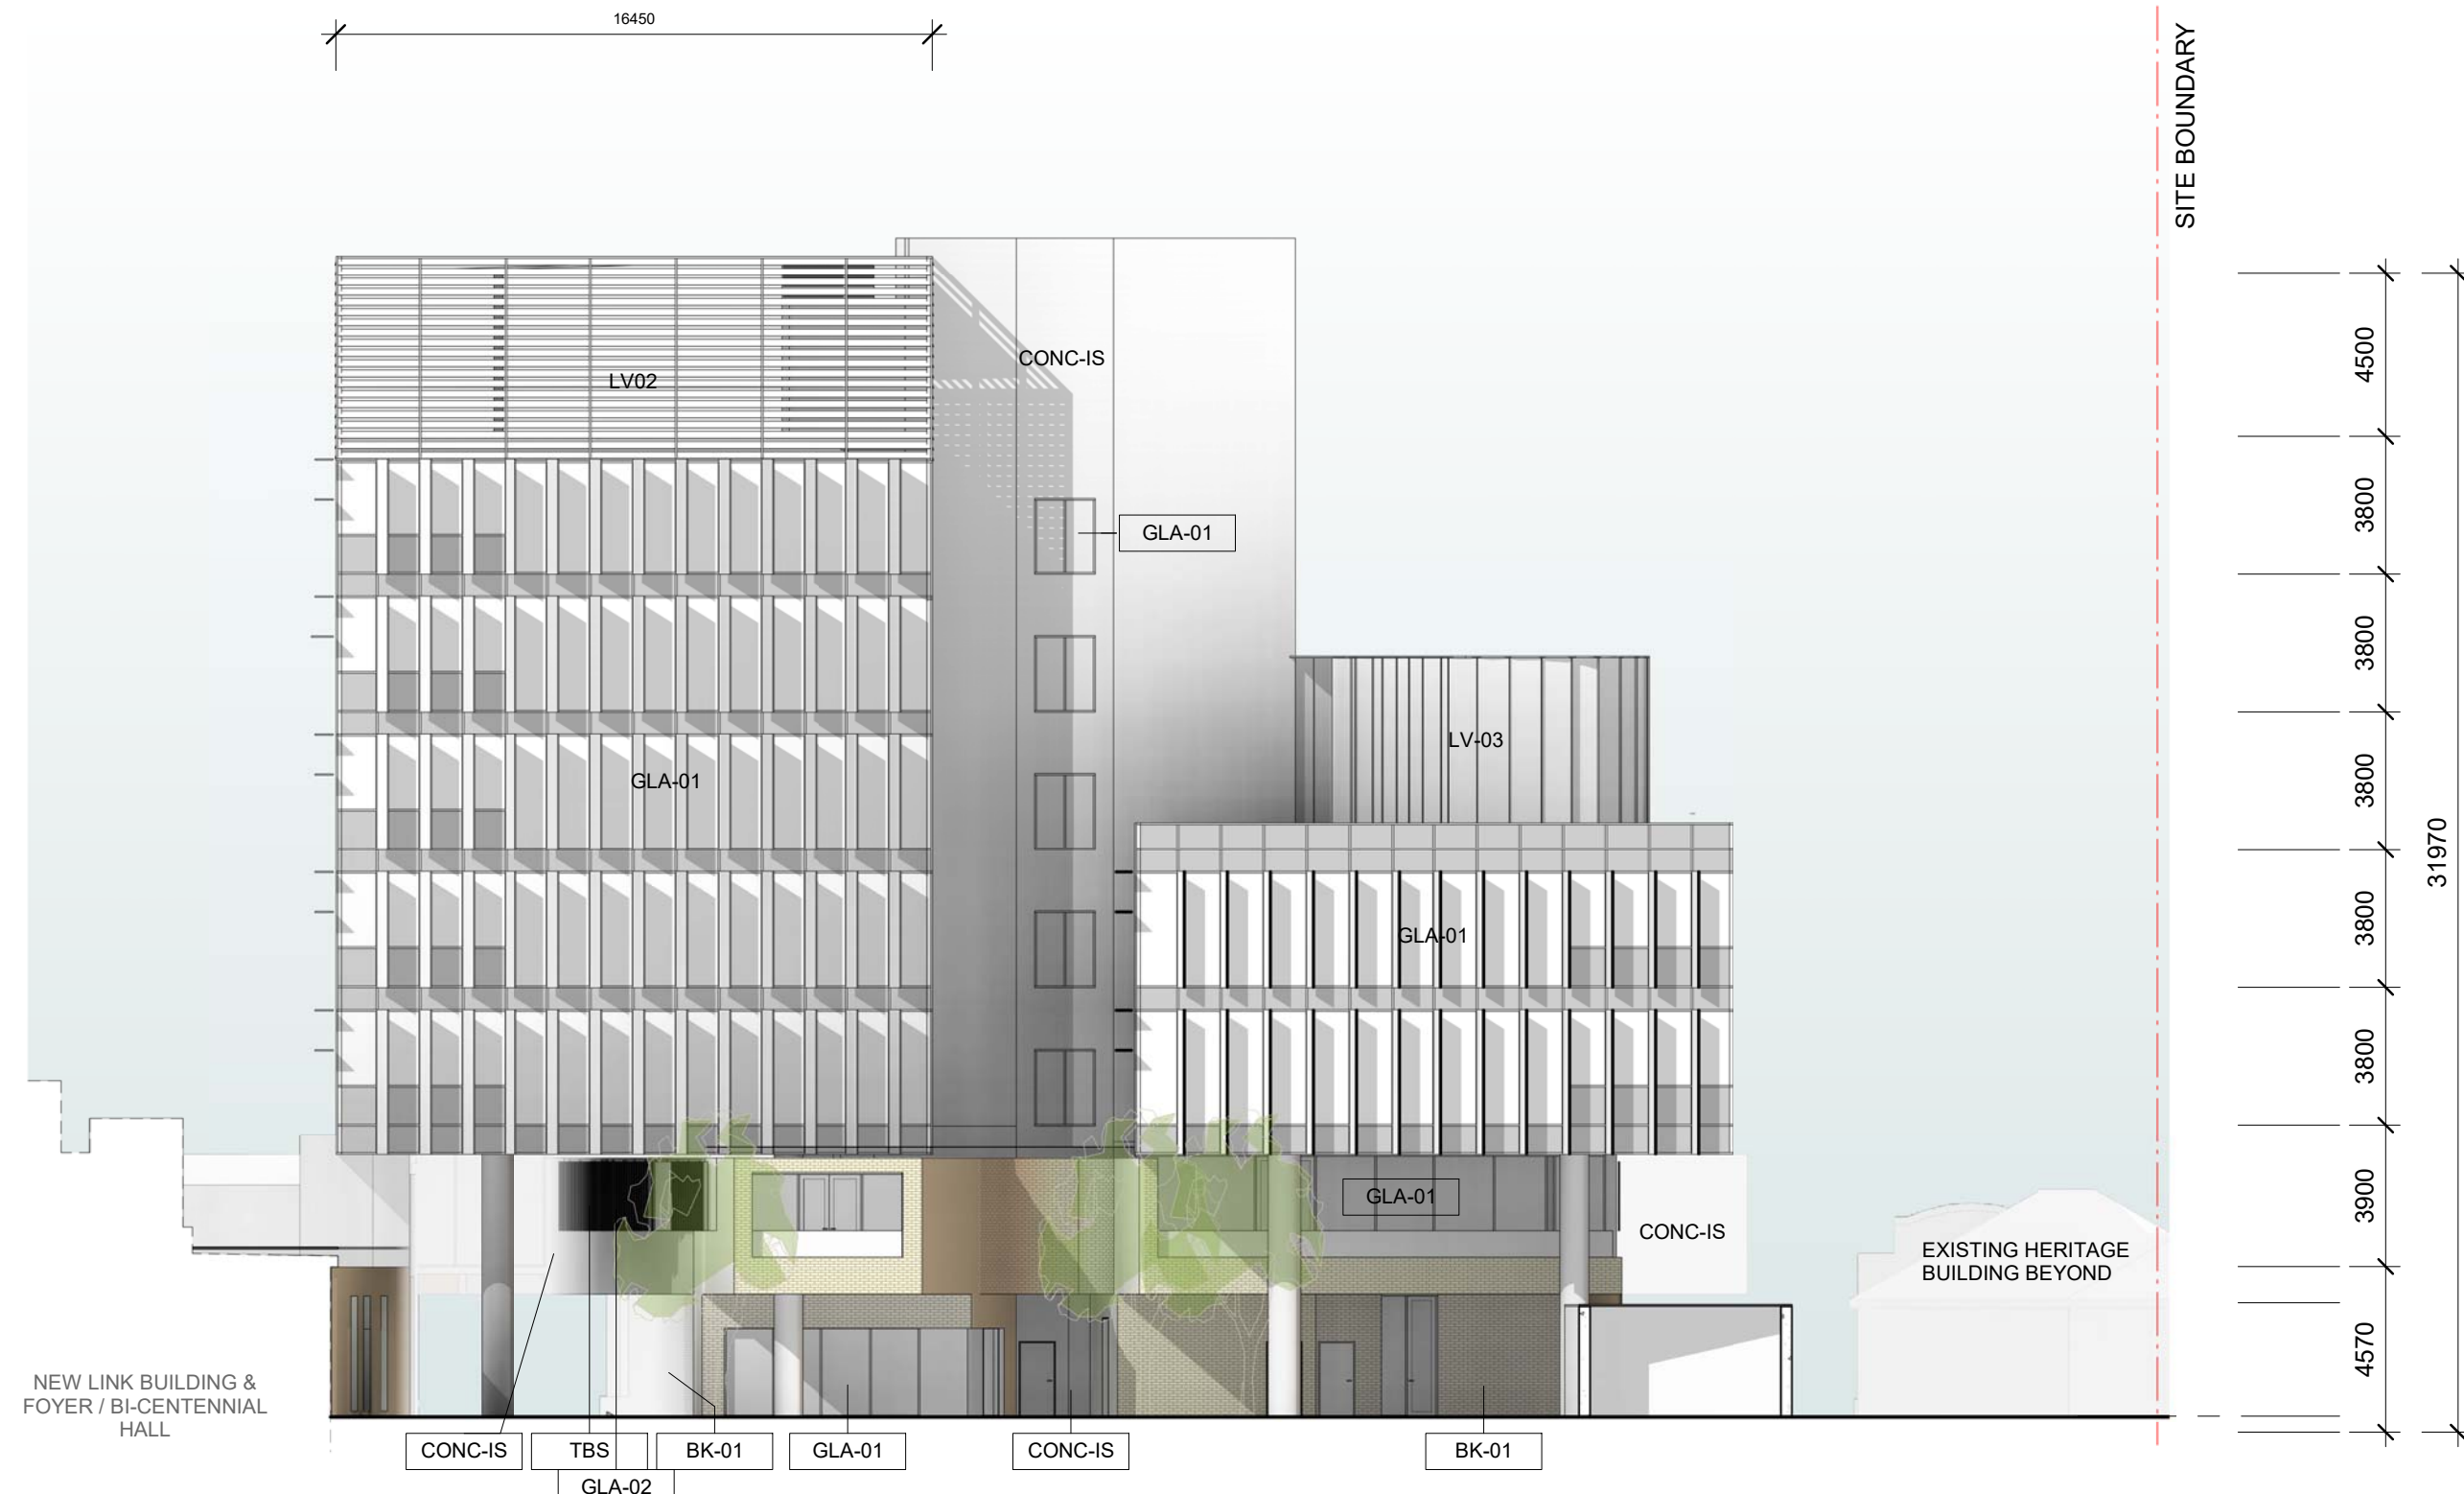 16450
SITE BOUNDARY
CONC-IS
LV02
4500
3800
GLA-01
3800
LV-03
3800
GLA-01
31970
GLA-01
3800
3800
GLA-01
3900
CONC-IS
EXISTING HERITAGE
BUILDING BEYOND
4570
NEW LINK BUILDING &
FOYER / BI-CENTENNIAL
HALL
CONC-IS
TBS
BK-01
GLA-01
CONC-IS
BK-01
GLA-02